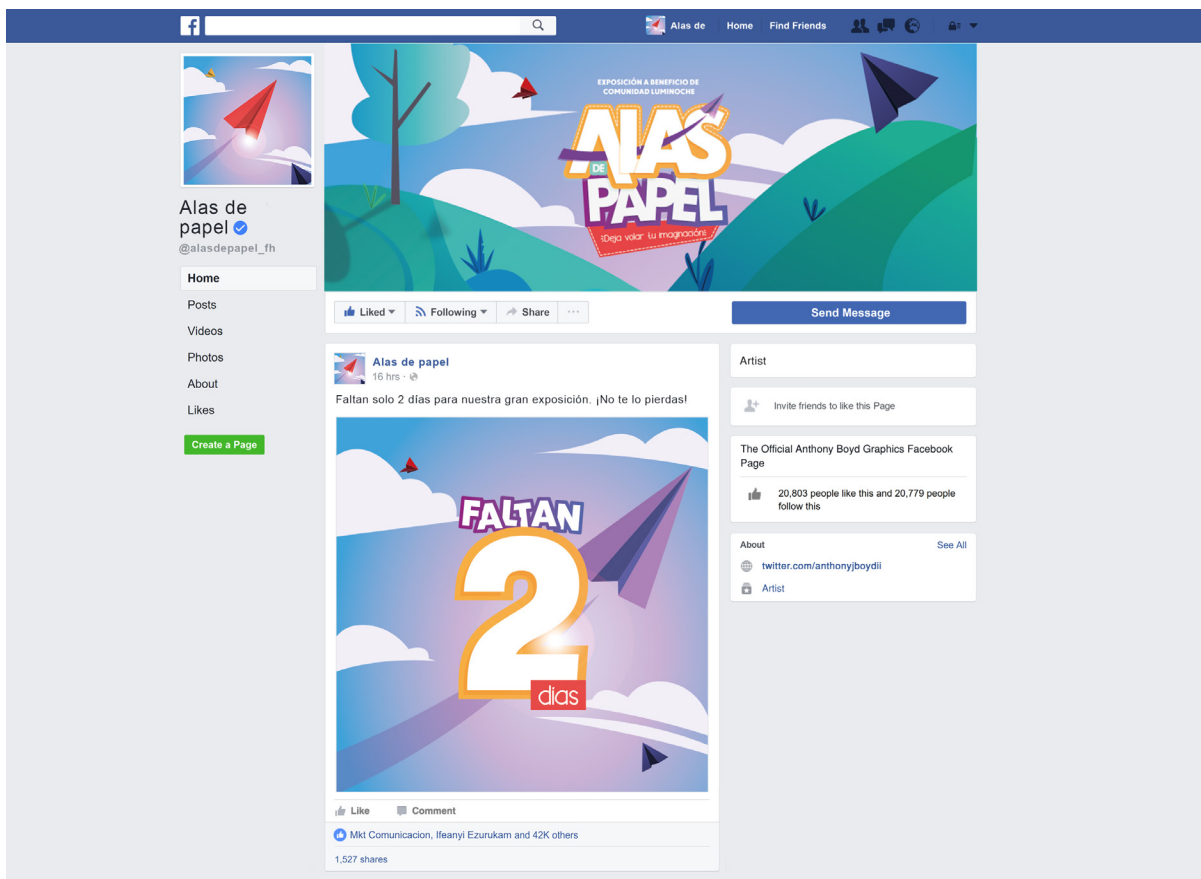 Alas de
Home
Find Friends
Alas de
papel
@alasdepapel_fh
Home
Posts
Videos
Photos
About
Likes
Create a Page
EXPOSICIÓN A BENEFICIO DE
COMUNIDAD LUMINOCHE
ALAS
DE
PAPEL
¡Deja volar tu imaginación!
Liked
Following
Share
Send Message
Alas de papel
16 hrs ·
Faltan solo 2 días para nuestra gran exposición. ¡No te lo pierdas!
FALTAN
2
días
Like
Comment
Mkt Comunicacion, Ifeanyi Ezurukam and 42K others
1,527 shares
Artist
Invite friends to like this Page
The Official Anthony Boyd Graphics Facebook
Page
20,803 people like this and 20,779 people
follow this
About
See All
twitter.com/anthonyjboydii
Artist